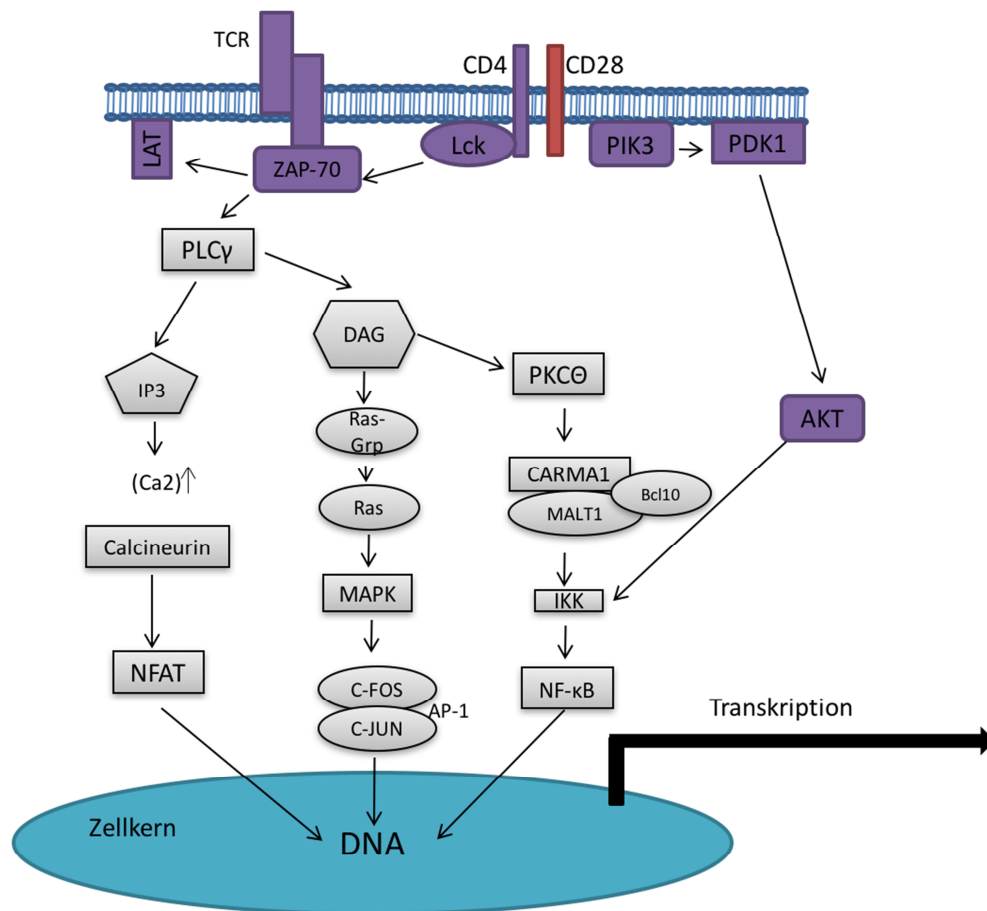 TCR
CD4
CD28
LAT
ZAP-70
Lck
PIK3
PDK1
PLCγ
DAG
IP3
Ras-
Grp
PKCΘ
AKT
(Ca2)↑
Ras
CARMA1
Bcl10
MALT1
Calcineurin
MAPK
IKK
NFAT
C-FOS
AP-1
C-JUN
NF-κB
Transkription
Zellkern
DNA